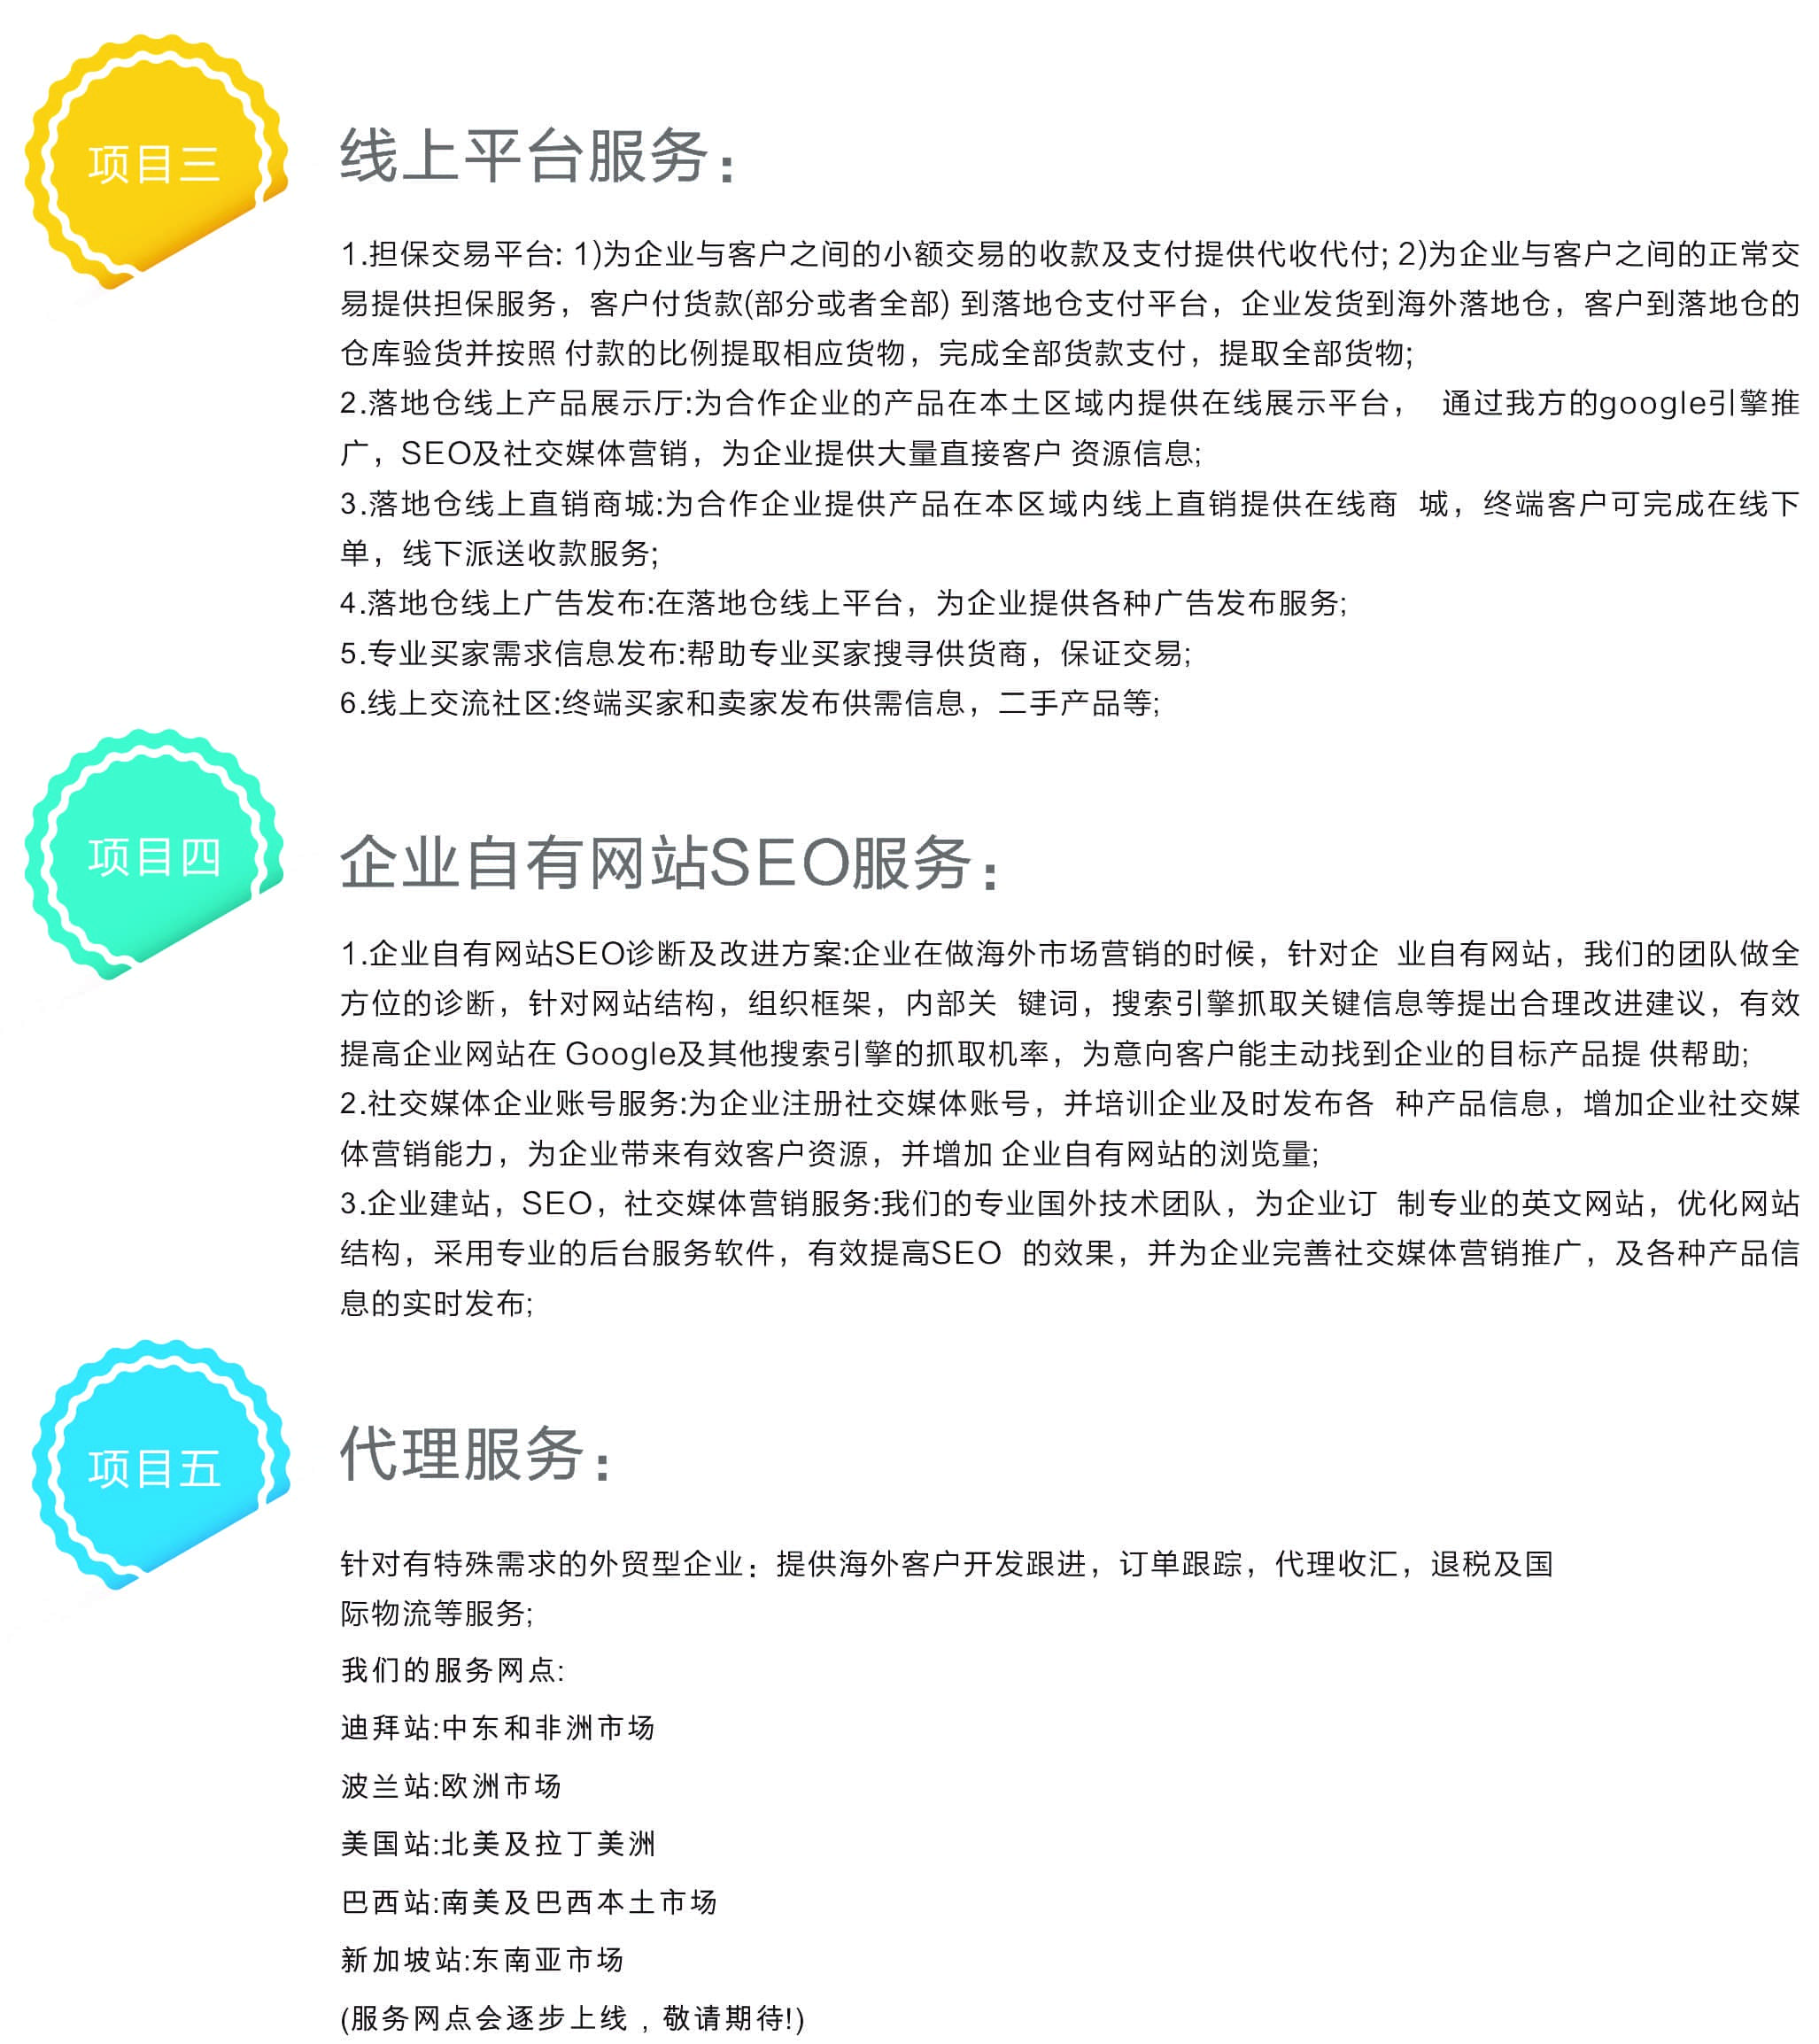 项目三
线上平台服务：
1.担保交易平台: 1)为企业与客户之间的小额交易的收款及支付提供代收代付; 2)为企业与客户之间的正常交
易提供担保服务，客户付货款(部分或者全部) 到落地仓支付平台，企业发货到海外落地仓，客户到落地仓的
仓库验货并按照 付款的比例提取相应货物，完成全部货款支付，提取全部货物;
2.落地仓线上产品展示厅:为合作企业的产品在本土区域内提供在线展示平台， 通过我方的google引擎推
广，SEO及社交媒体营销，为企业提供大量直接客户 资源信息;
3.落地仓线上直销商城:为合作企业提供产品在本区域内线上直销提供在线商 城，终端客户可完成在线下
单，线下派送收款服务;
4.落地仓线上广告发布:在落地仓线上平台，为企业提供各种广告发布服务;
5.专业买家需求信息发布:帮助专业买家搜寻供货商，保证交易;
6.线上交流社区:终端买家和卖家发布供需信息，二手产品等;
项目四
企业自有网站SEO服务：
1.企业自有网站SEO诊断及改进方案:企业在做海外市场营销的时候，针对企 业自有网站，我们的团队做全
方位的诊断，针对网站结构，组织框架，内部关 键词，搜索引擎抓取关键信息等提出合理改进建议，有效
提高企业网站在 Google及其他搜索引擎的抓取机率，为意向客户能主动找到企业的目标产品提 供帮助;
2.社交媒体企业账号服务:为企业注册社交媒体账号，并培训企业及时发布各 种产品信息，增加企业社交媒
体营销能力，为企业带来有效客户资源，并增加 企业自有网站的浏览量;
3.企业建站，SEO，社交媒体营销服务:我们的专业国外技术团队，为企业订 制专业的英文网站，优化网站
结构，采用专业的后台服务软件，有效提高SEO 的效果，并为企业完善社交媒体营销推广，及各种产品信
息的实时发布;
项目五
代理服务：
针对有特殊需求的外贸型企业：提供海外客户开发跟进，订单跟踪，代理收汇，退税及国
际物流等服务;
我们的服务网点:
迪拜站:中东和非洲市场
波兰站:欧洲市场
美国站:北美及拉丁美洲
巴西站:南美及巴西本土市场
新加坡站:东南亚市场
(服务网点会逐步上线，敬请期待!)